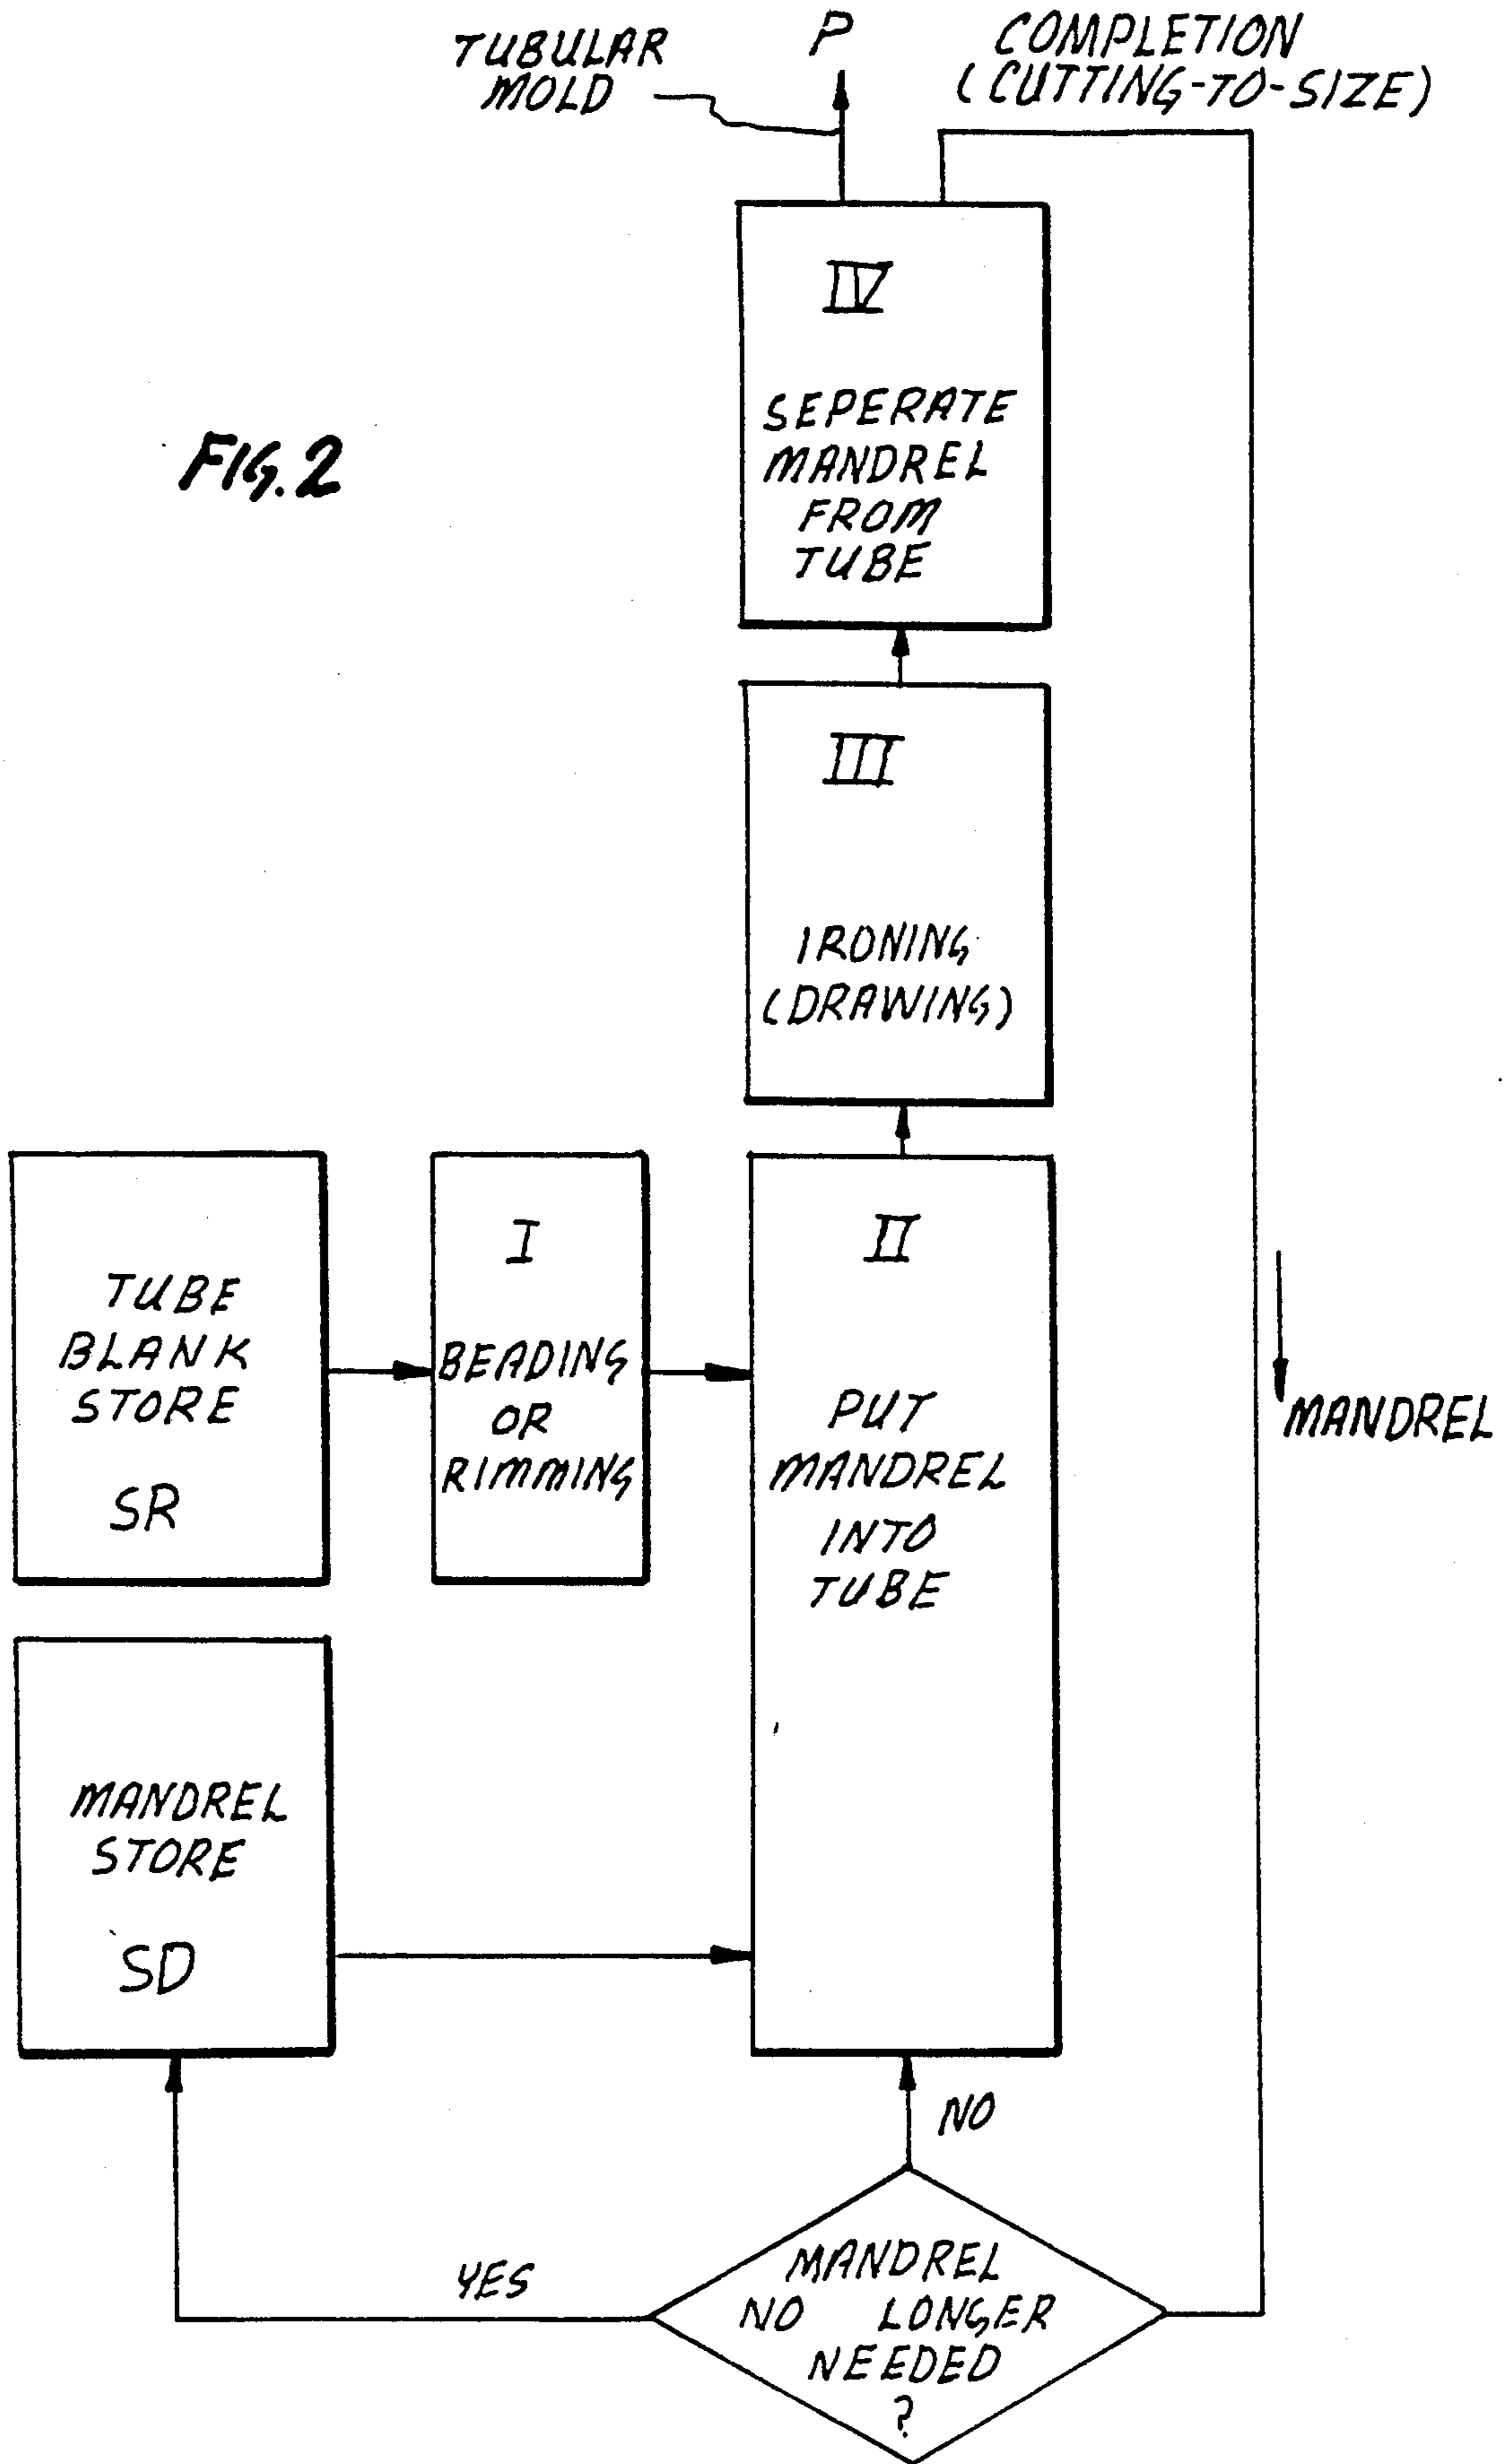 TUBULAR
MOLD
P
COMPLETION
(CUTTING-TO-SIZE)
FIG. 2
IV
SEPERATE
MANDREL
FROM
TUBE
III
IRONING
(DRAWING)
TUBE
BLANK
STORE
SR
I
BEADING
OR
RIMMING
II
PUT
MANDREL
INTO
TUBE
MANDREL
MANDREL
STORE
SD
NO
YES
MANDREL
NO LONGER
NEEDED
?